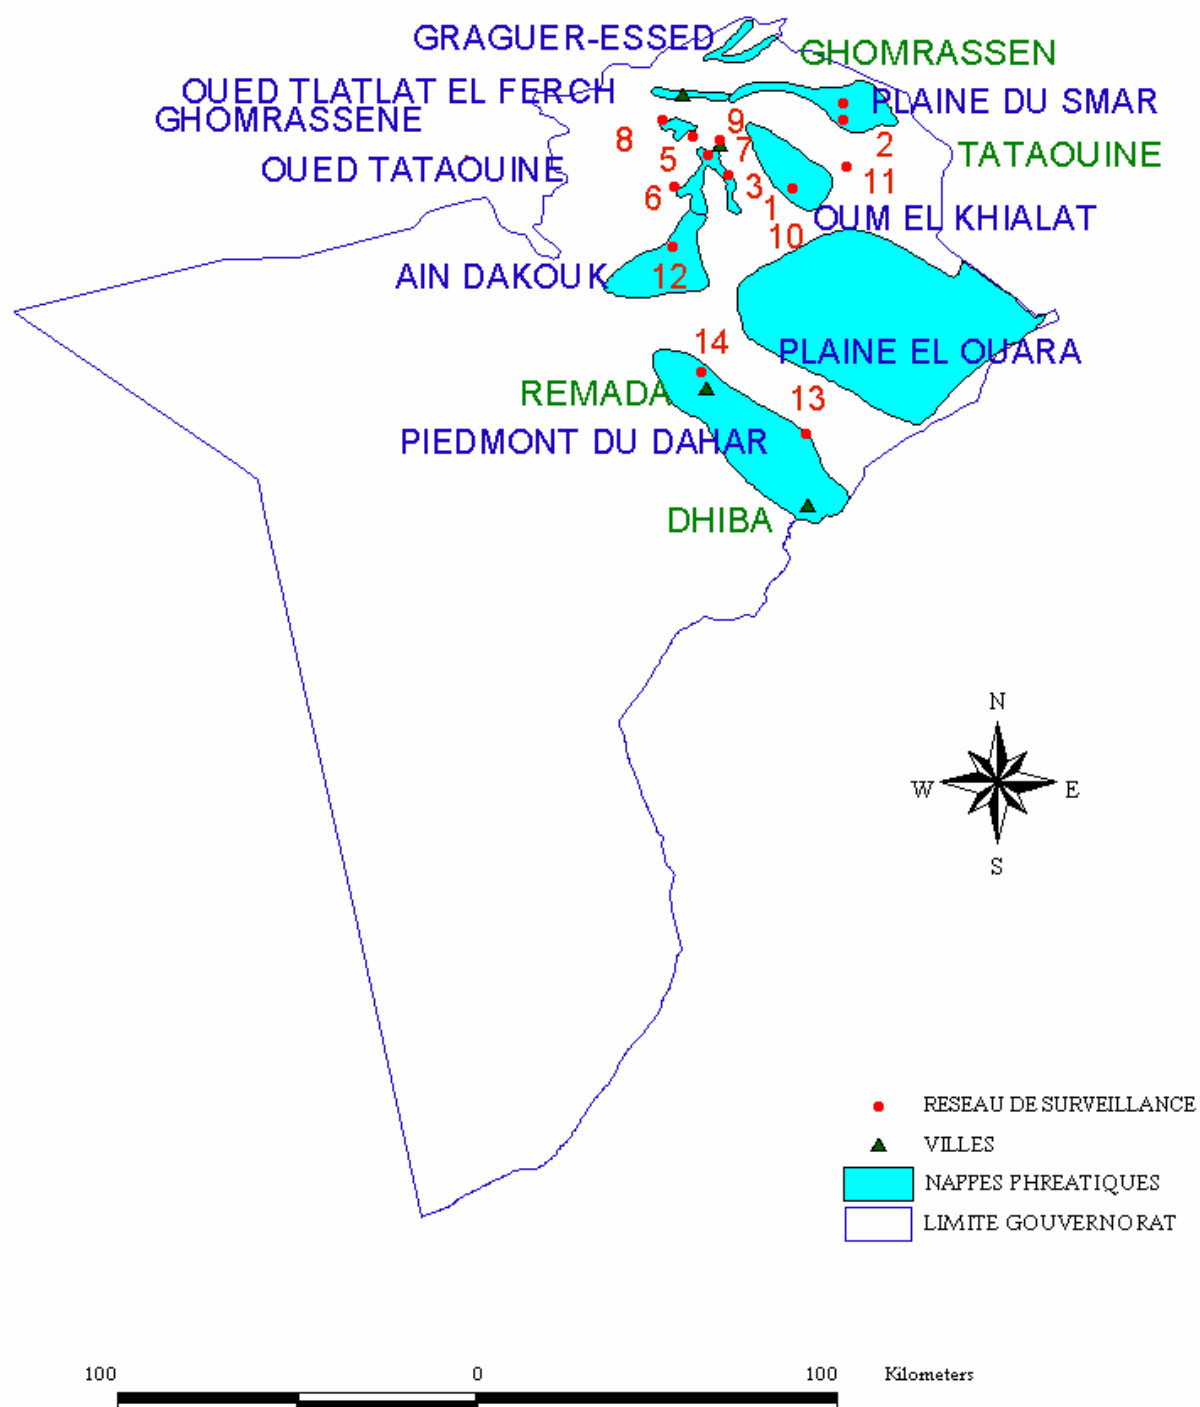 GRAGUER-ESSED
GHOMRASSEN
OUED TLATLAT EL FERCH
PLAINE DU SMAR
GHOMRASSENE
9
8
5
7
2
TATAOUINE
OUED TATAOUINE
6
3
11
1
OUM EL KHIALAT
10
AIN DAKOUK
12
14
PLAINE EL OUARA
REMADA
13
PIEDMONT DU DAHAR
DHIBA
N
W
E
S
RESEAU DE SURVEILLANCE
VILLES
NAPPES PHREATIQUES
LIMITE GOUVERNORAT
100
0
100
Kilometers